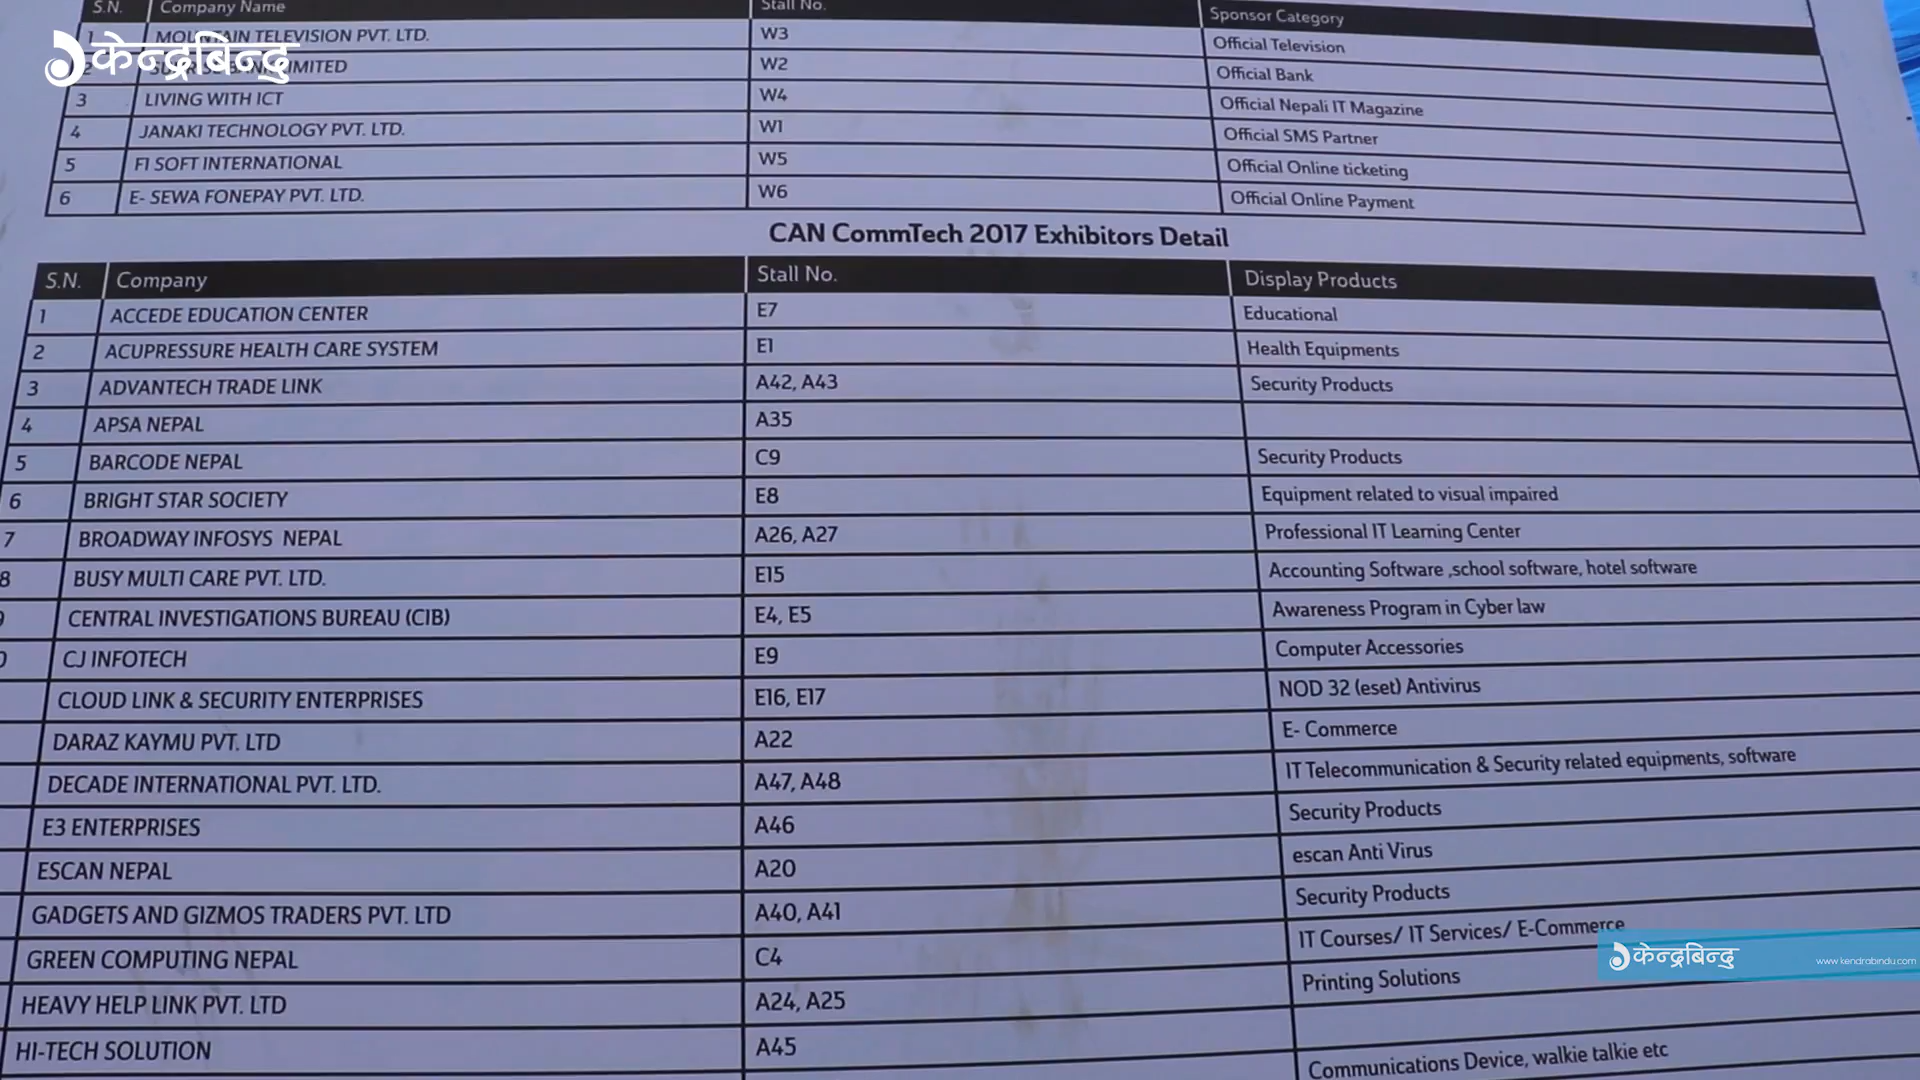 S.N. Company Name Stall No. Sponsor Category
1 MOUNTAIN TELEVISION PVT. LTD. W3 Official Television
2 LIMITED W2 Official Bank
3 LIVING WITH ICT W4 Official Nepali IT Magazine
4 JANAKI TECHNOLOGY PVT. LTD. W1 Official SMS Partner
5 F1 SOFT INTERNATIONAL W5 Official Online ticketing
6 E- SEWA FONEPAY PVT. LTD. W6 Official Online Payment
केन्द्रबिन्दु
CAN CommTech 2017 Exhibitors Detail
S.N. Company Stall No. Display Products
1 ACCEDE EDUCATION CENTER E7 Educational
2 ACUPRESSURE HEALTH CARE SYSTEM E1 Health Equipments
3 ADVANTECH TRADE LINK A42, A43 Security Products
4 APSA NEPAL A35
5 BARCODE NEPAL C9 Security Products
6 BRIGHT STAR SOCIETY E8 Equipment related to visual impaired
7 BROADWAY INFOSYS NEPAL A26, A27 Professional IT Learning Center
8 BUSY MULTI CARE PVT. LTD. E15 Accounting Software ,school software, hotel software
CENTRAL INVESTIGATIONS BUREAU (CIB) E4, E5 Awareness Program in Cyber law
CJ INFOTECH E9 Computer Accessories
CLOUD LINK & SECURITY ENTERPRISES E16, E17 NOD 32 (eset) Antivirus
DARAZ KAYMU PVT. LTD A22 E- Commerce
DECADE INTERNATIONAL PVT. LTD. A47, A48 IT Telecommunication & Security related equipments, software
E3 ENTERPRISES A46 Security Products
ESCAN NEPAL A20 escan Anti Virus
GADGETS AND GIZMOS TRADERS PVT. LTD A40, A41 Security Products
GREEN COMPUTING NEPAL C4 IT Courses/ IT Services/ E-Commerce
HEAVY HELP LINK PVT. LTD A24, A25 Printing Solutions
HI-TECH SOLUTION A45
Communications Device, walkie talkie etc
केन्द्रबिन्दु www.kendrabindu.com